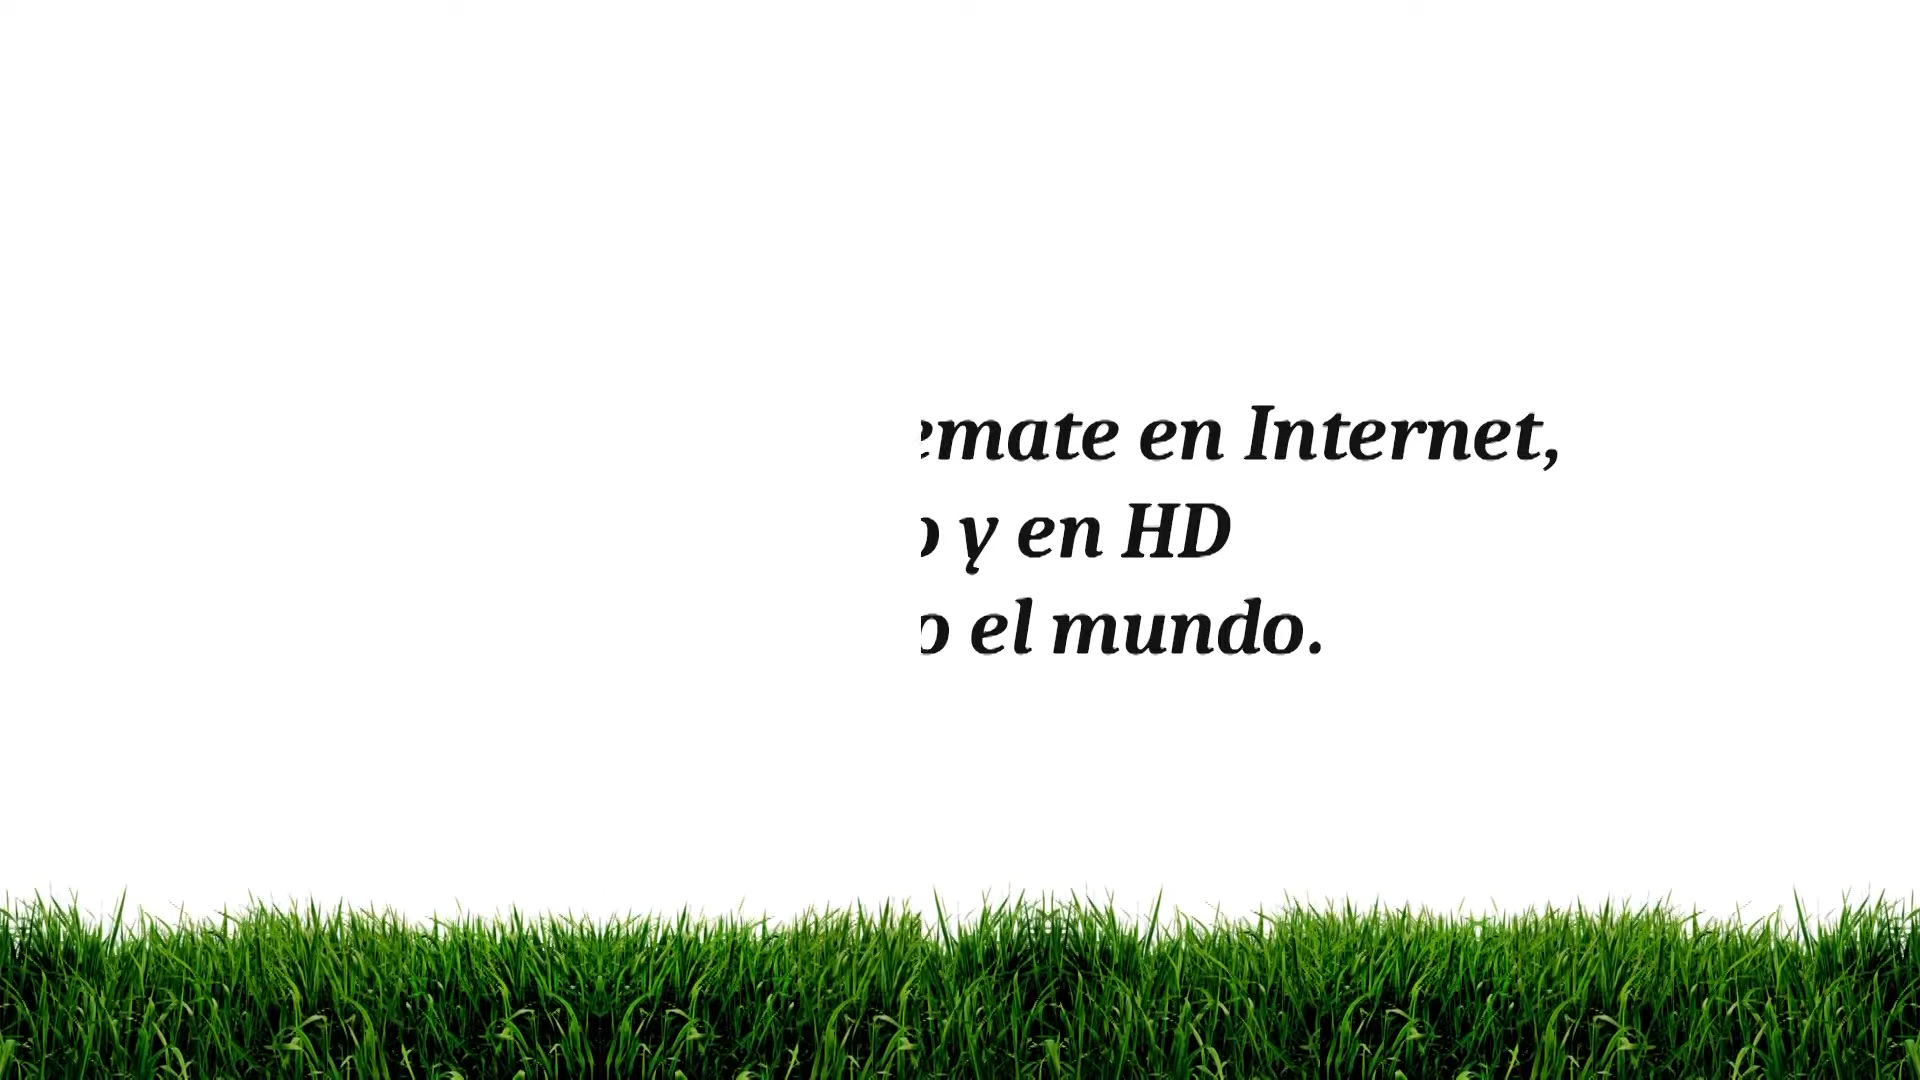 emate en Internet,
o y en HD
o el mundo.